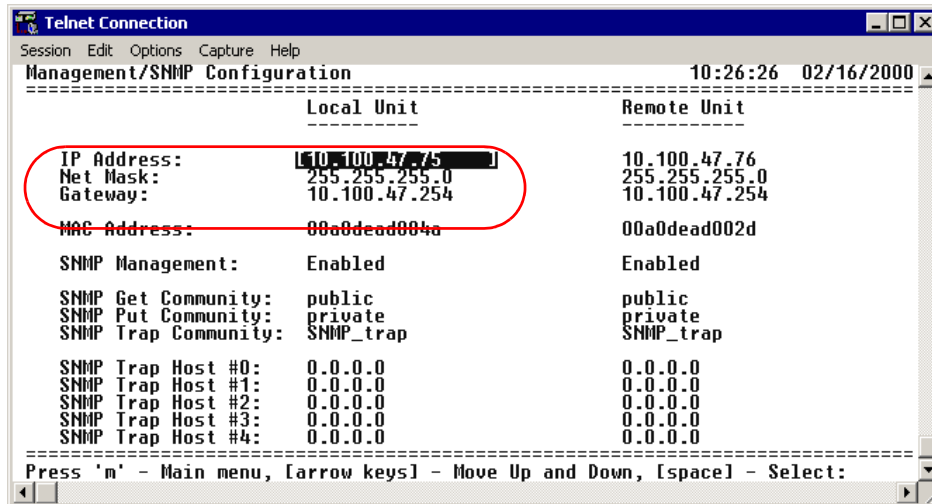 Telnet Connection
Session Edit Options Capture Help
Management/SNMP Configuration 10:26:26 02/16/2000
================================================================================
Local Unit Remote Unit
---------- -----------
IP Address: [10.100.47.75 ] 10.100.47.76
Net Mask: 255.255.255.0 255.255.255.0
Gateway: 10.100.47.254 10.100.47.254
MAC Address: 00a0dead004a 00a0dead002d
SNMP Management: Enabled Enabled
SNMP Get Community: public public
SNMP Put Community: private private
SNMP Trap Community: SNMP_trap SNMP_trap
SNMP Trap Host #0: 0.0.0.0 0.0.0.0
SNMP Trap Host #1: 0.0.0.0 0.0.0.0
SNMP Trap Host #2: 0.0.0.0 0.0.0.0
SNMP Trap Host #3: 0.0.0.0 0.0.0.0
SNMP Trap Host #4: 0.0.0.0 0.0.0.0
================================================================================
Press 'm' - Main menu, [arrow keys] - Move Up and Down, [space] - Select: